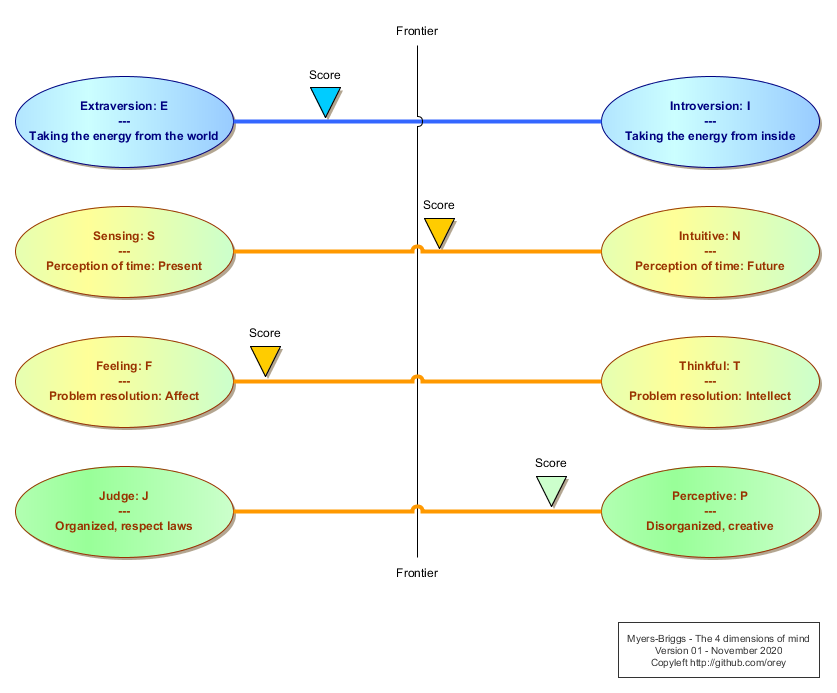 Frontier
Score
Extraversion: E
---
Taking the energy from the world
Introversion: I
---
Taking the energy from inside
Score
Sensing: S
---
Perception of time: Present
Intuitive: N
---
Perception of time: Future
Score
Feeling: F
---
Problem resolution: Affect
Thinkful: T
---
Problem resolution: Intellect
Score
Judge: J
---
Organized, respect laws
Perceptive: P
---
Disorganized, creative
Frontier
Myers-Briggs - The 4 dimensions of mind
Version 01 - November 2020
Copyleft http://github.com/orey